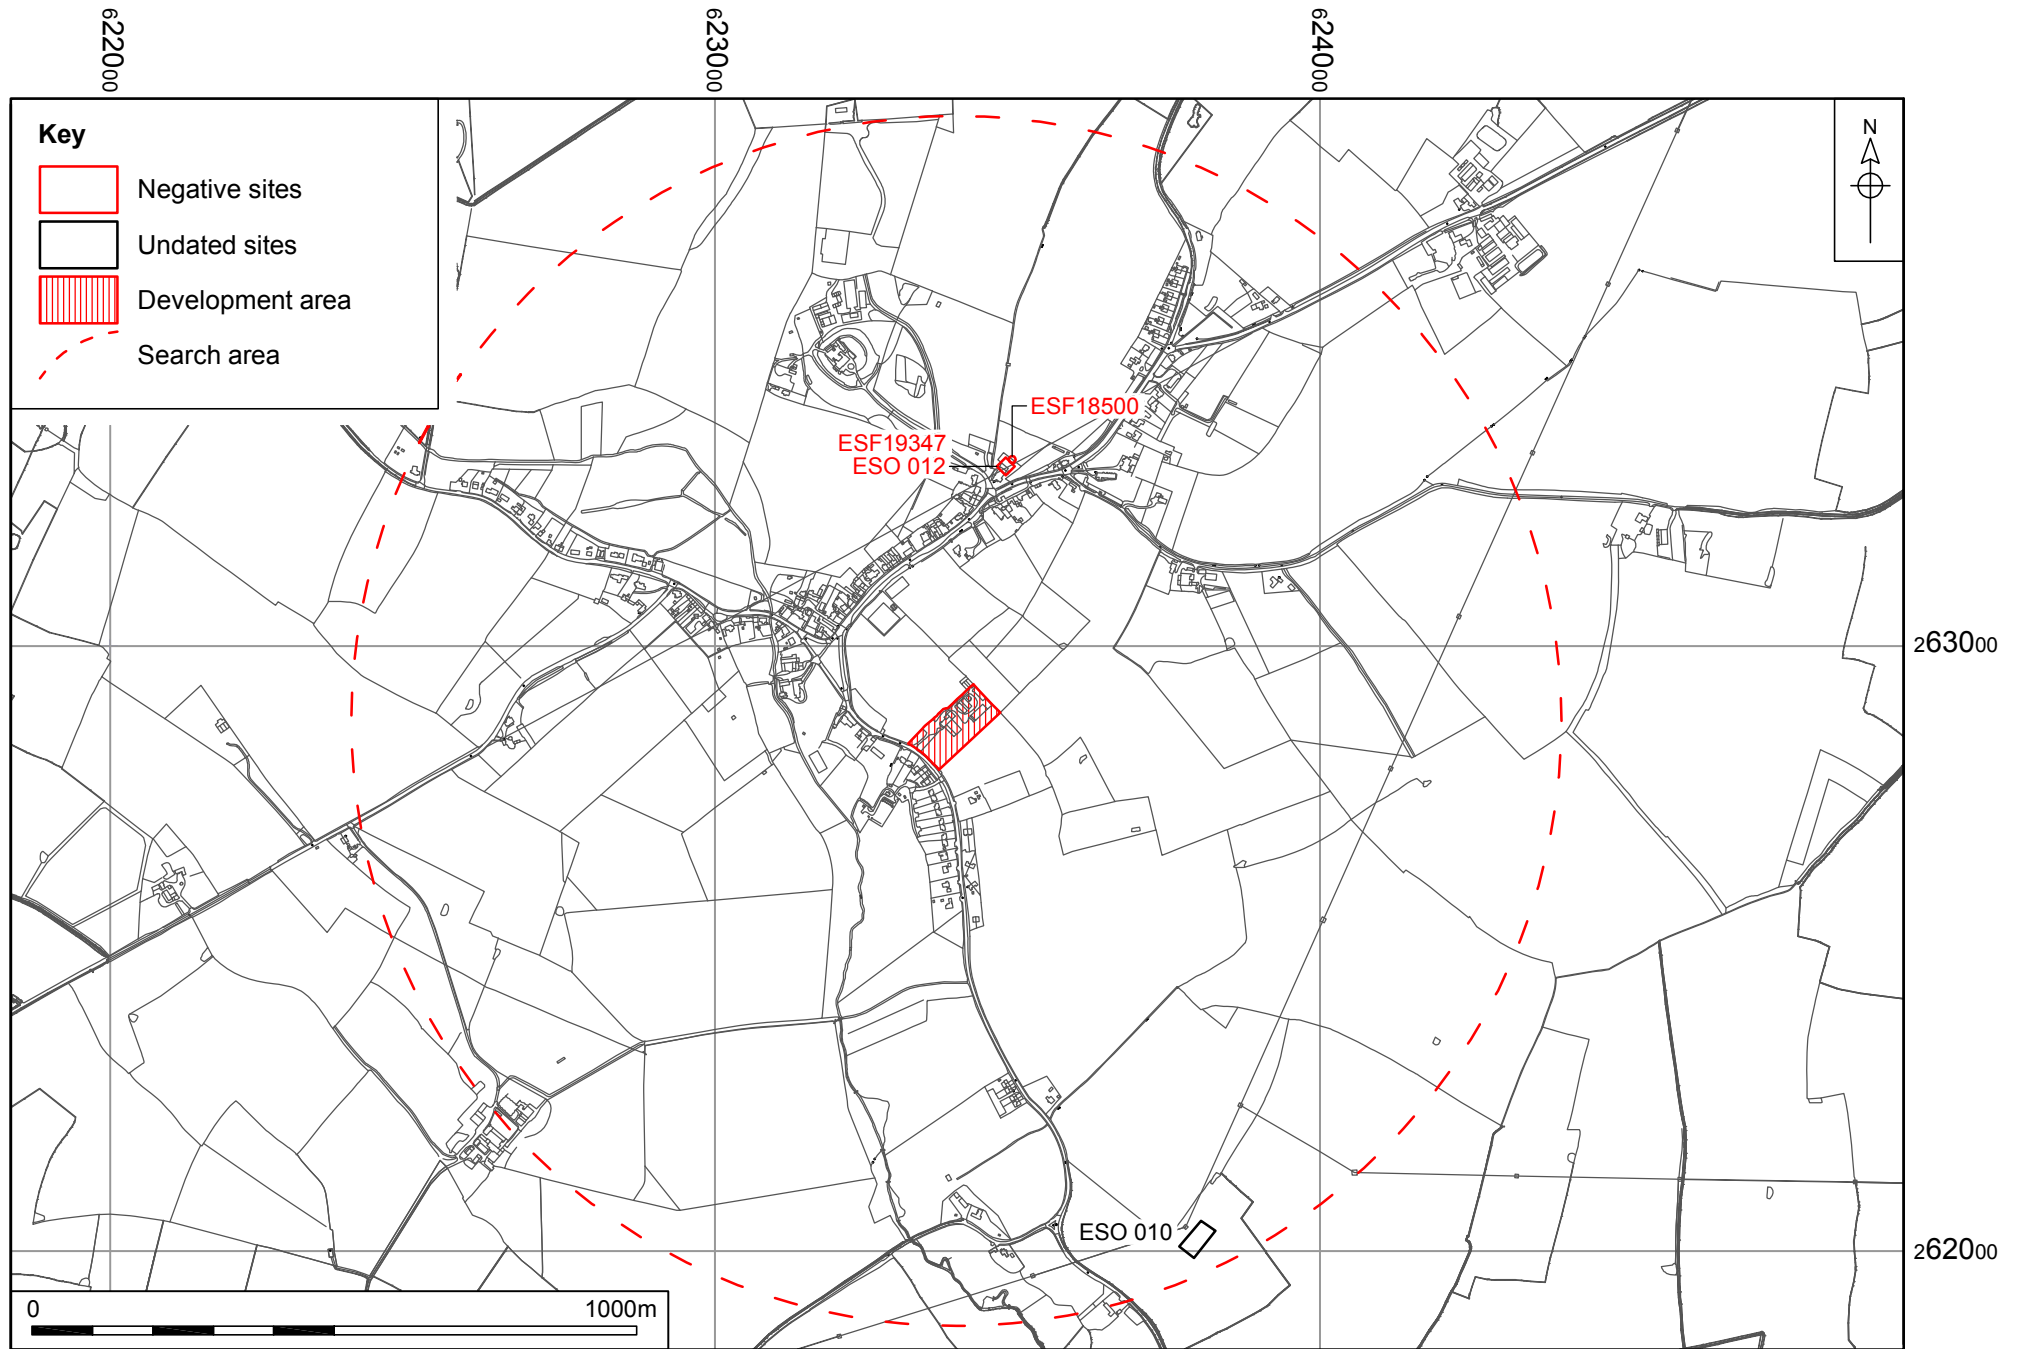 622000
623000
624000
Key
Negative sites
Undated sites
Development area
Search area
N
ESF18500
ESF19347
ESO 012
263000
ESO 010
262000
0 1000m